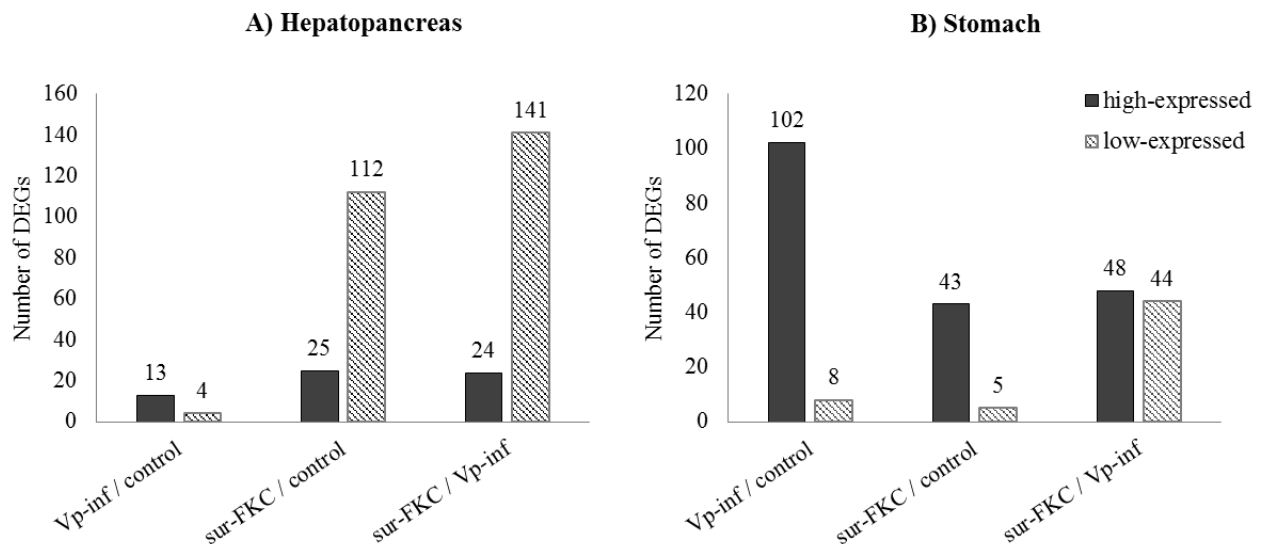 A) Hepatopancreas
Number of DEGs
160
140
120
100
80
60
40
20
0
13
4
25
112
24
141
Vp-inf / control
sur-FKC / control
sur-FKC / Vp-inf
B) Stomach
Number of DEGs
120
100
80
60
40
20
0
102
8
43
5
48
44
high-expressed
low-expressed
Vp-inf / control
sur-FKC / control
sur-FKC / Vp-inf